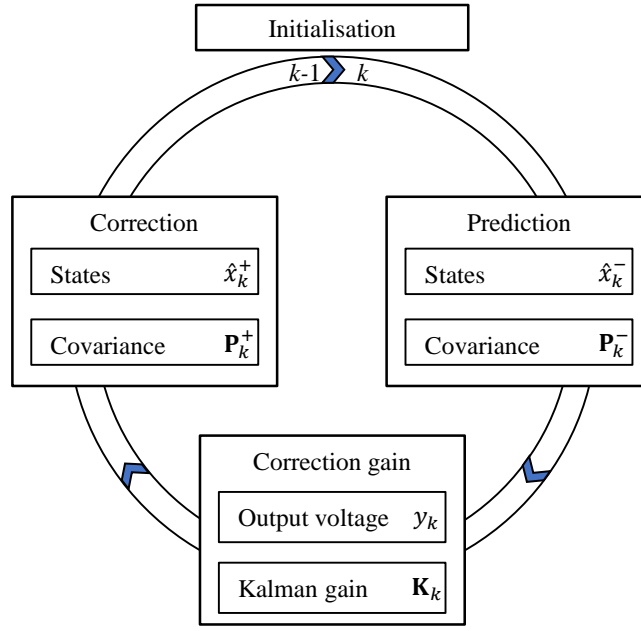 Initialisation
k-1 k
Correction
States x̂ₖ⁺
Covariance 𝐏ₖ⁺
Prediction
States x̂ₖ⁻
Covariance 𝐏ₖ⁻
Correction gain
Output voltage yₖ
Kalman gain 𝐊ₖ